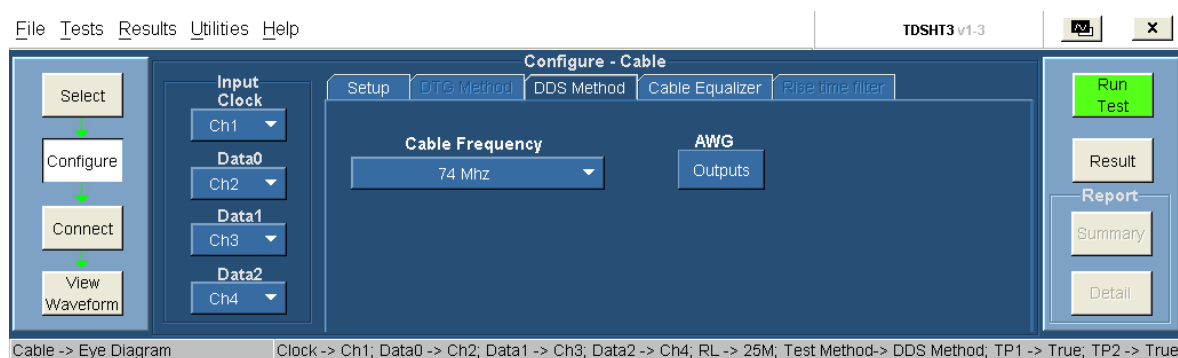 File Tests Results Utilities Help
TDSHT3 v1-3
x
Configure - Cable
Select
Configure
Connect
View
Waveform
Input
Clock
Ch1
Data0
Ch2
Data1
Ch3
Data2
Ch4
Setup DTG Method DDS Method Cable Equalizer Rise time filter
Cable Frequency
74 Mhz
AWG
Outputs
Run
Test
Result
Report
Summary
Detail
Cable -> Eye Diagram Clock -> Ch1; Data0 -> Ch2; Data1 -> Ch3; Data2 -> Ch4; RL -> 25M; Test Method-> DDS Method; TP1 -> True; TP2 -> True